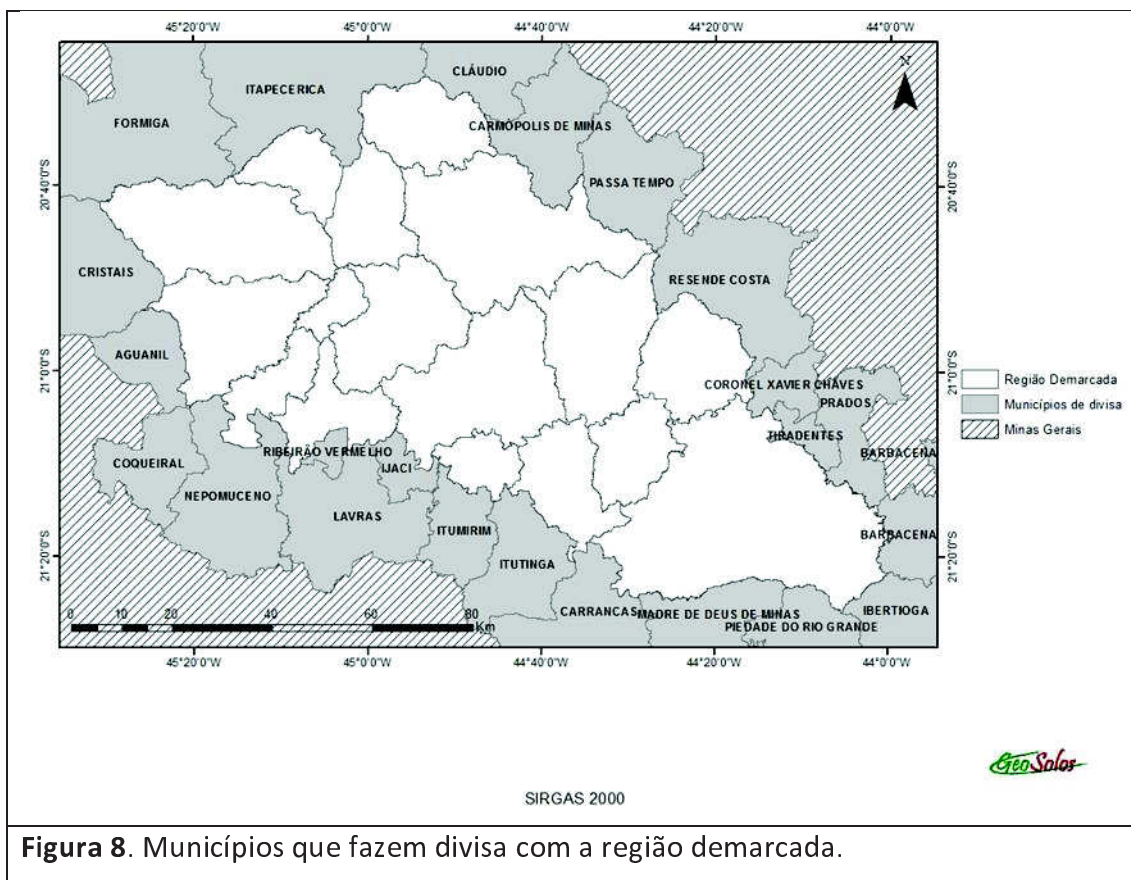 45°20'0"W 45°0'0"W 44°40'0"W 44°20'0"W 44°0'0"W
N
CLÁUDIO
ITAPECERICA
FORMIGA
CARMÓPOLIS DE MINAS
PASSA TEMPO
20°40'0"S 20°40'0"S
CRISTAIS
RESENDE COSTA
AGUANIL
21°0'0"S 21°0'0"S
CORONEL XAVIER CHAVES
PRADOS
Região Demarcada
Municípios de divisa
Minas Gerais
TIRADENTES
RIBEIRÃO VERMELHO
BARBACENA
COQUEIRAL
IJACI
NEPOMUCENO
LAVRAS
ITUMIRIM
BARBACENA
21°20'0"S 21°20'0"S
ITUTINGA
CARRANCAS
MADRE DE DEUS DE MINAS
IBERTIOGA
PIEDADE DO RIO GRANDE
0 10 20 40 60 80
Km
45°20'0"W 45°0'0"W 44°40'0"W 44°20'0"W 44°0'0"W
GeoSolos
SIRGAS 2000
Figura 8. Municípios que fazem divisa com a região demarcada.